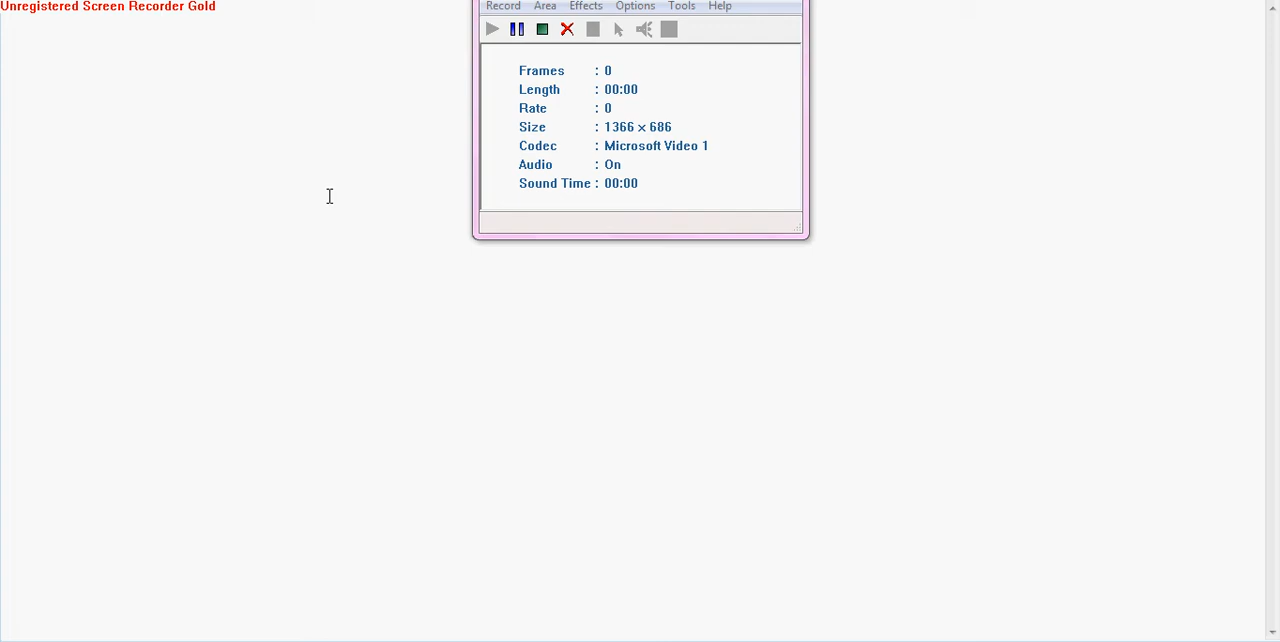 Unregistered Screen Recorder Gold
Record Area Effects Options Tools Help
Frames : 0
Length : 00:00
Rate : 0
Size : 1366 x 686
Codec : Microsoft Video 1
Audio : On
Sound Time : 00:00